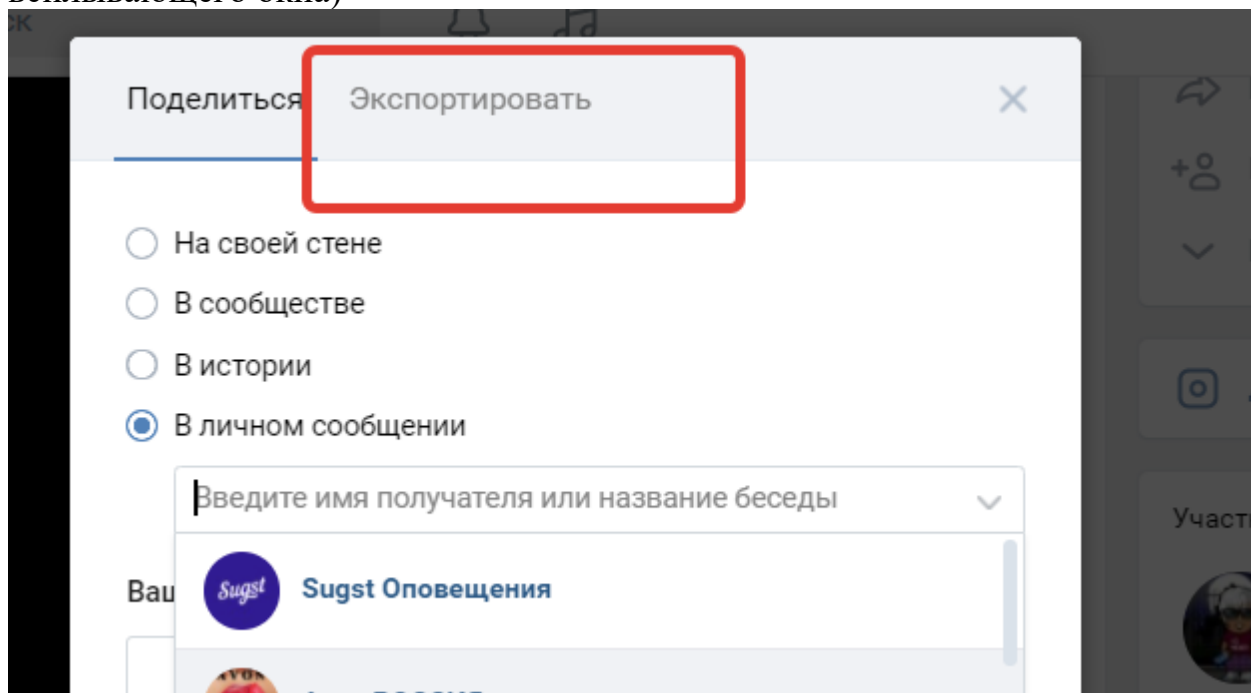 Поделиться Экспортировать
На своей стене
В сообществе
В истории
В личном сообщении
Введите имя получателя или название беседы
Sugst Sugst Оповещения